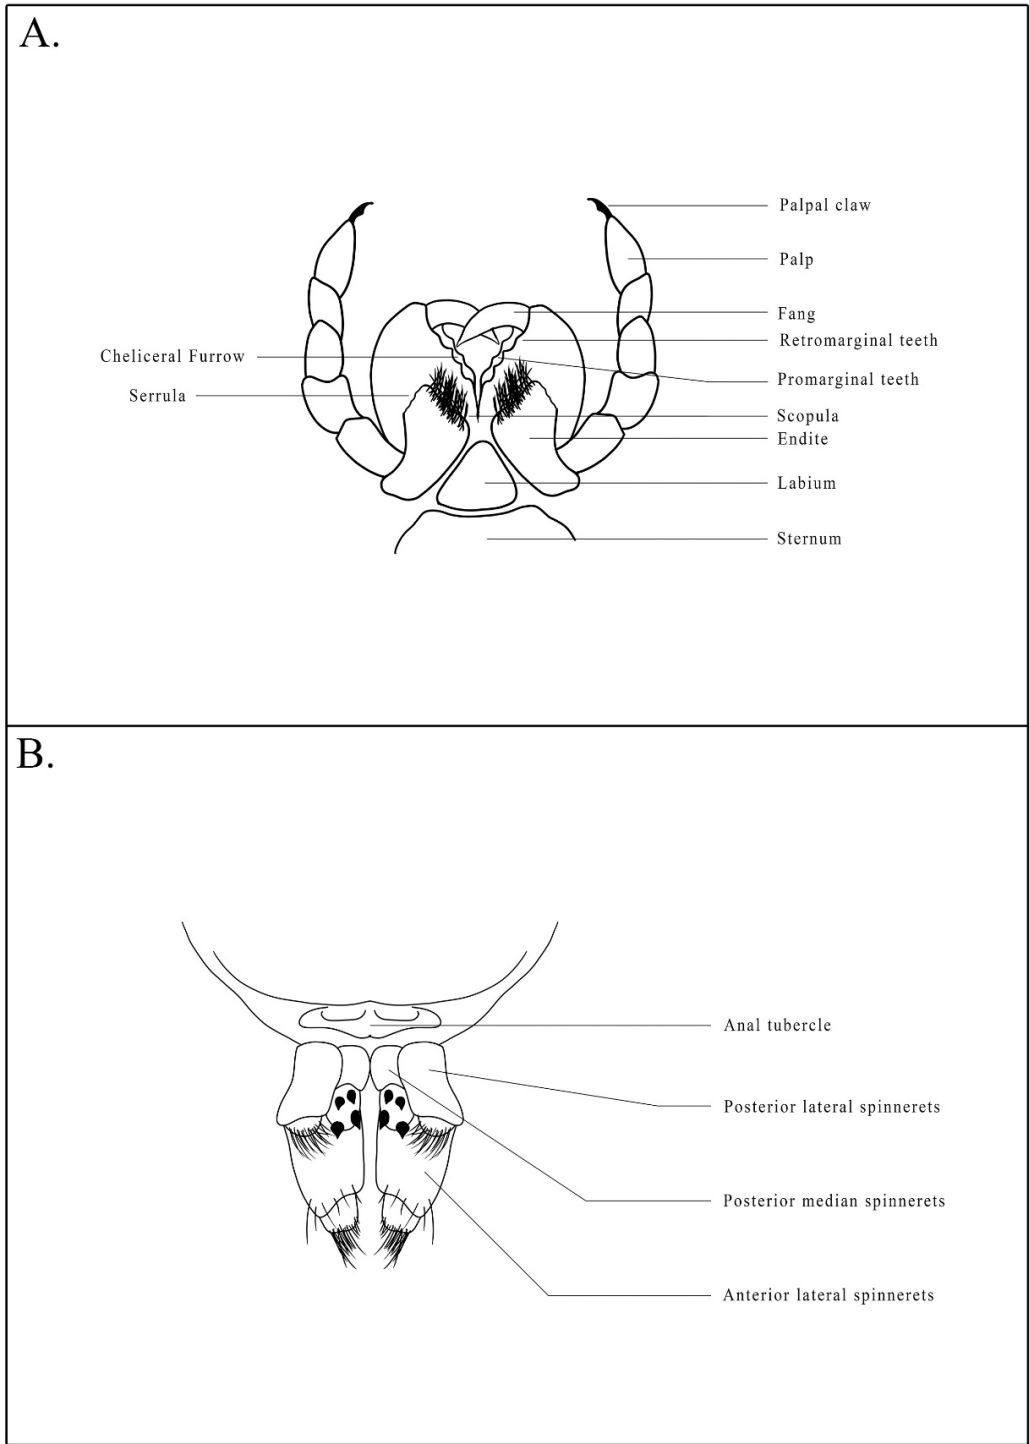 A.
Palpal claw
Palp
Fang
Retromarginal teeth
Cheliceral Furrow
Promarginal teeth
Serrula
Scopula
Endite
Labium
Sternum
B.
Anal tubercle
Posterior lateral spinnerets
Posterior median spinnerets
Anterior lateral spinnerets